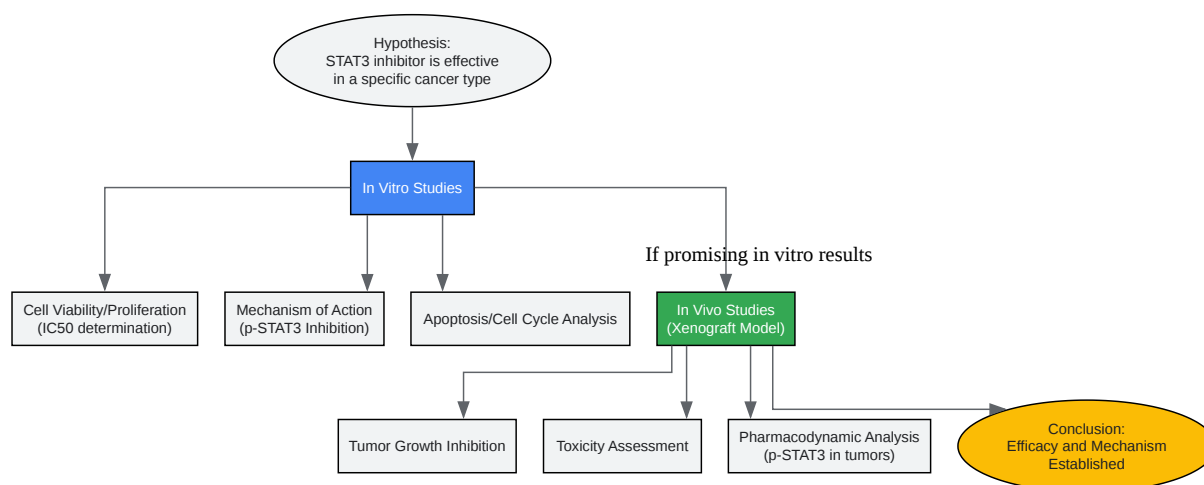 Hypothesis:
STAT3 inhibitor is effective
in a specific cancer type
In Vitro Studies
If promising in vitro results
Cell Viability/Proliferation
(IC50 determination)
Mechanism of Action
(p-STAT3 Inhibition)
Apoptosis/Cell Cycle Analysis
In Vivo Studies
(Xenograft Model)
Tumor Growth Inhibition
Toxicity Assessment
Pharmacodynamic Analysis
(p-STAT3 in tumors)
Conclusion:
Efficacy and Mechanism
Established